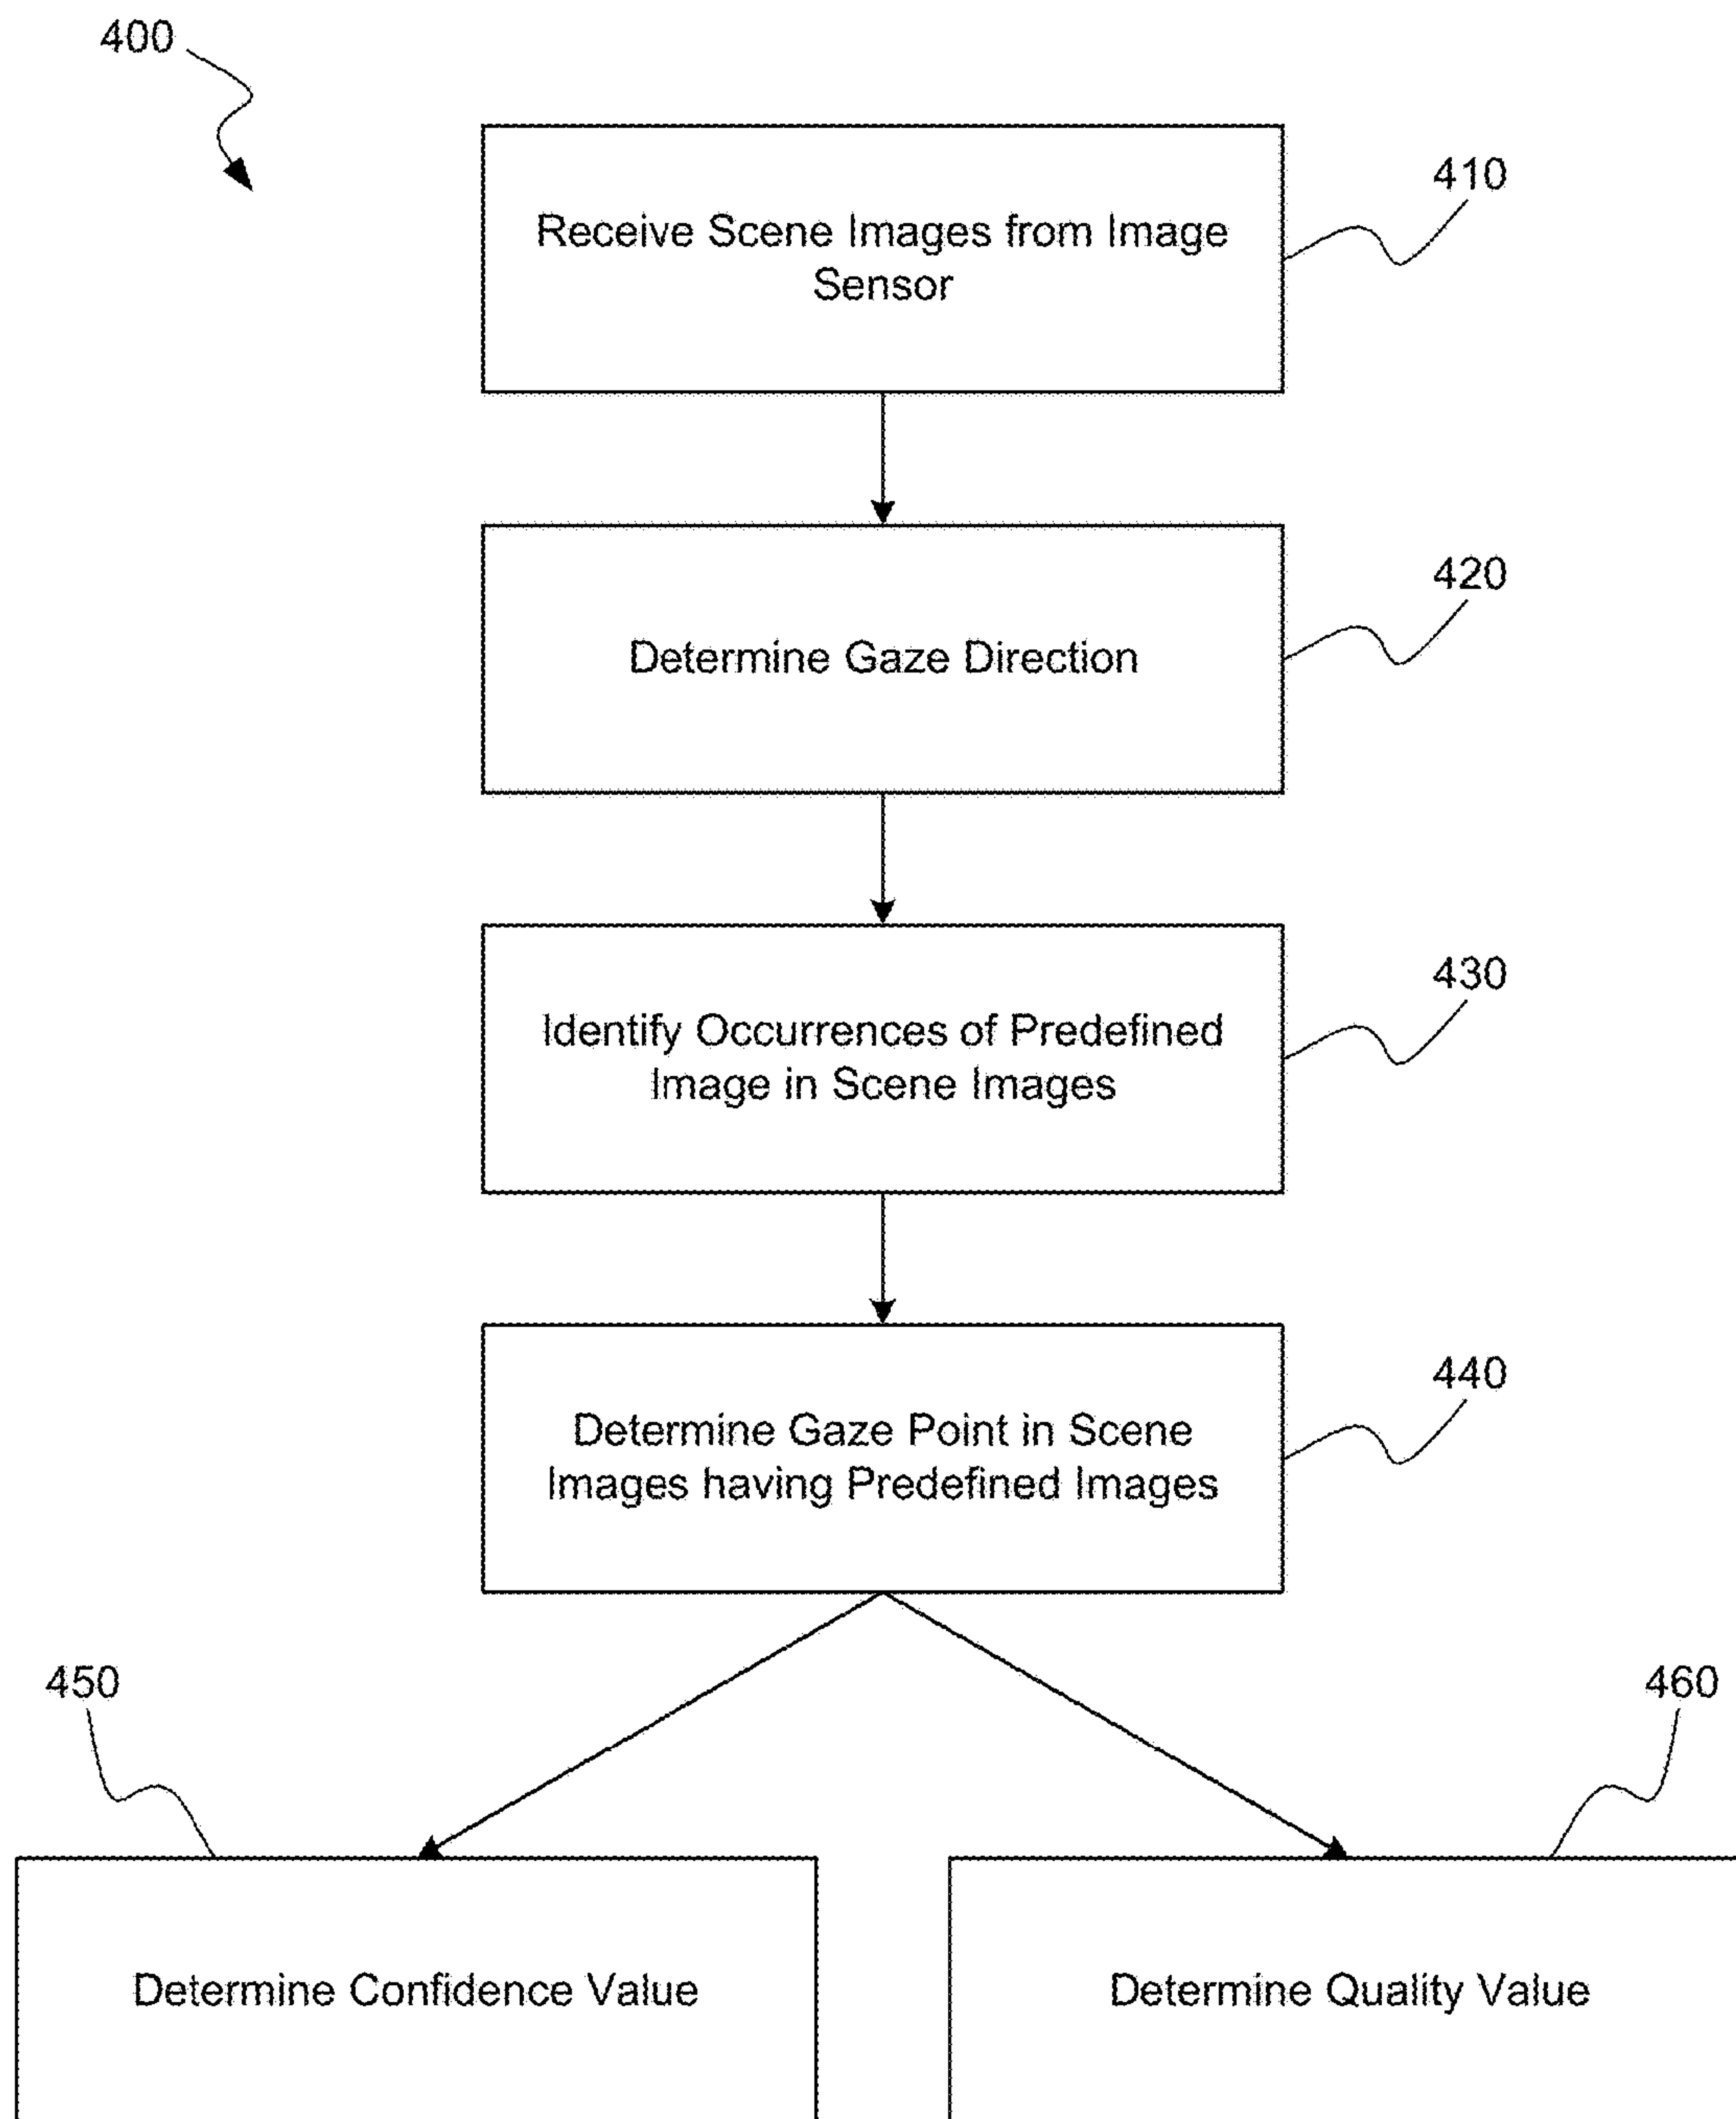 400
410
Receive Scene Images from Image
Sensor
420
Determine Gaze Direction
430
Identify Occurrences of Predefined
Image in Scene Images
440
Determine Gaze Point in Scene
Images having Predefined Images
450
460
Determine Confidence Value
Determine Quality Value